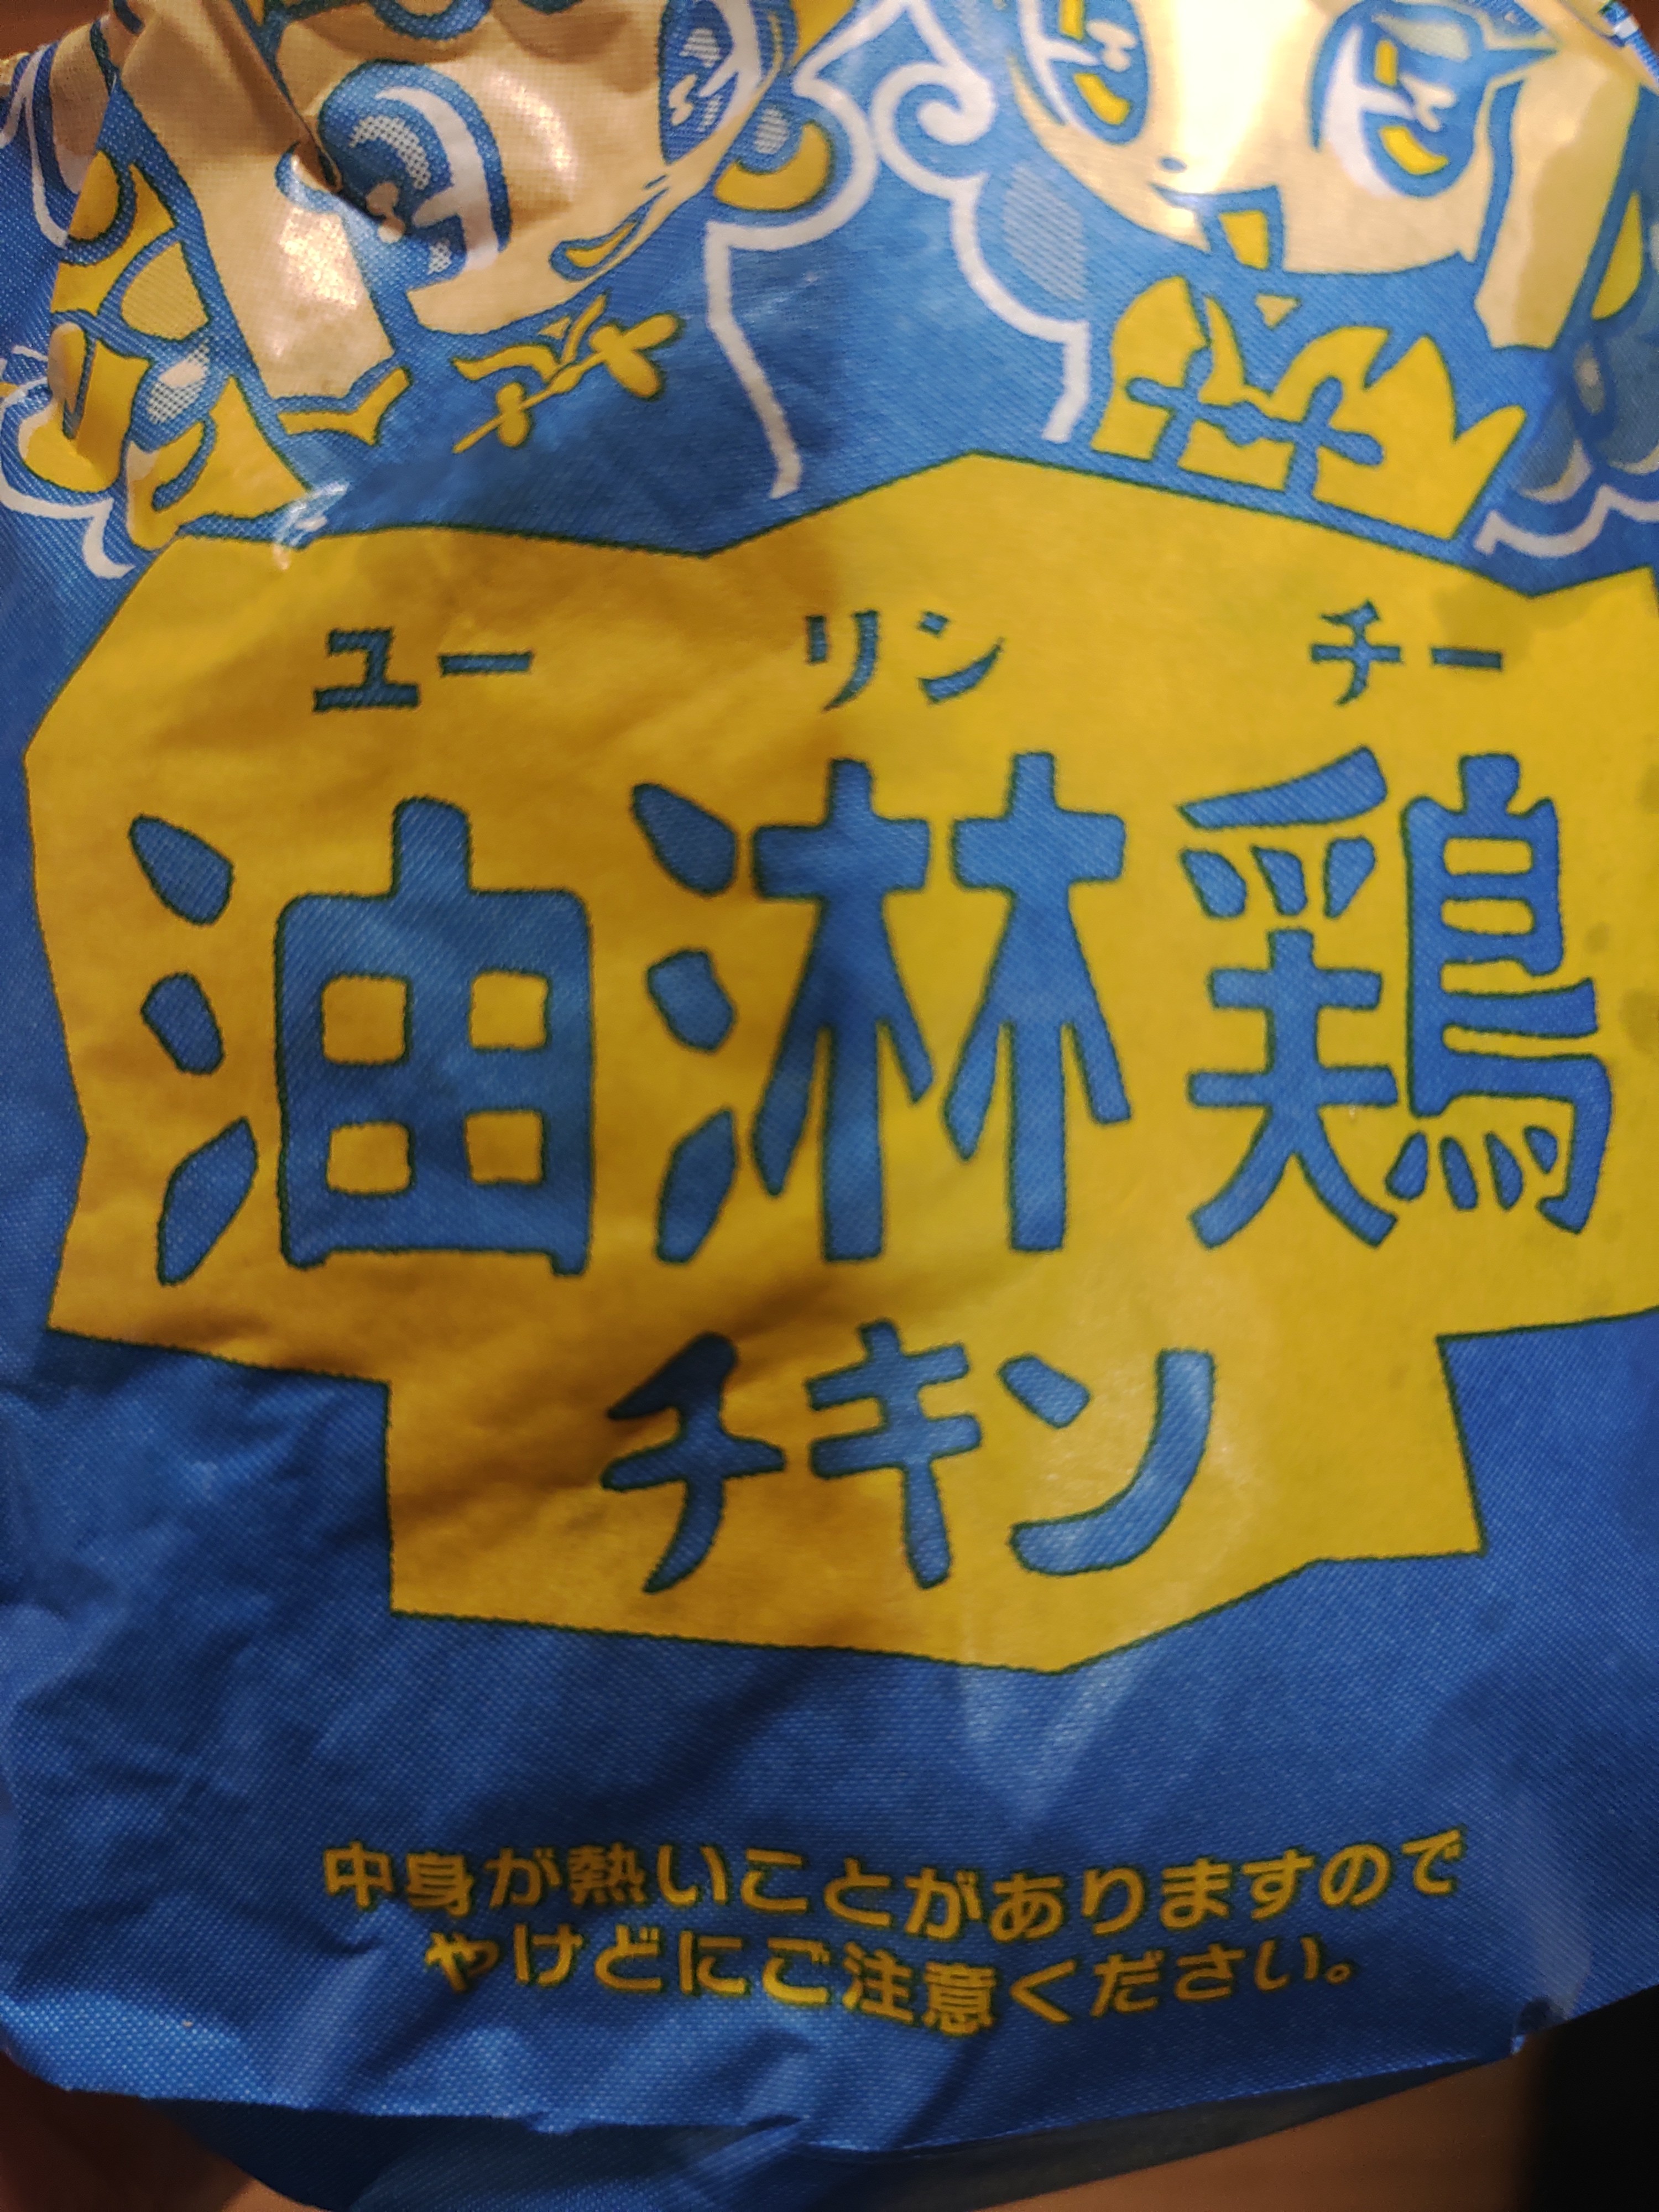 ユー リン チー
油淋鶏
チキン
中身が熱いことがありますので
やけどにご注意ください。